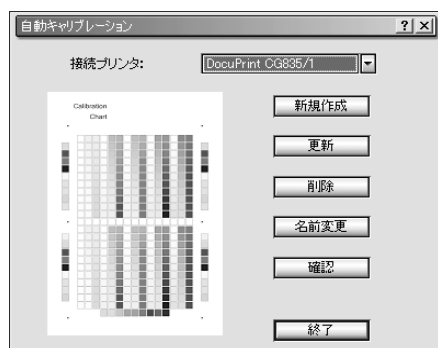 自動キャリブレーション
接続プリンタ:
DocuPrint CG835/1
Calibration
Chart
新規作成
更新
削除
名前変更
確認
終了